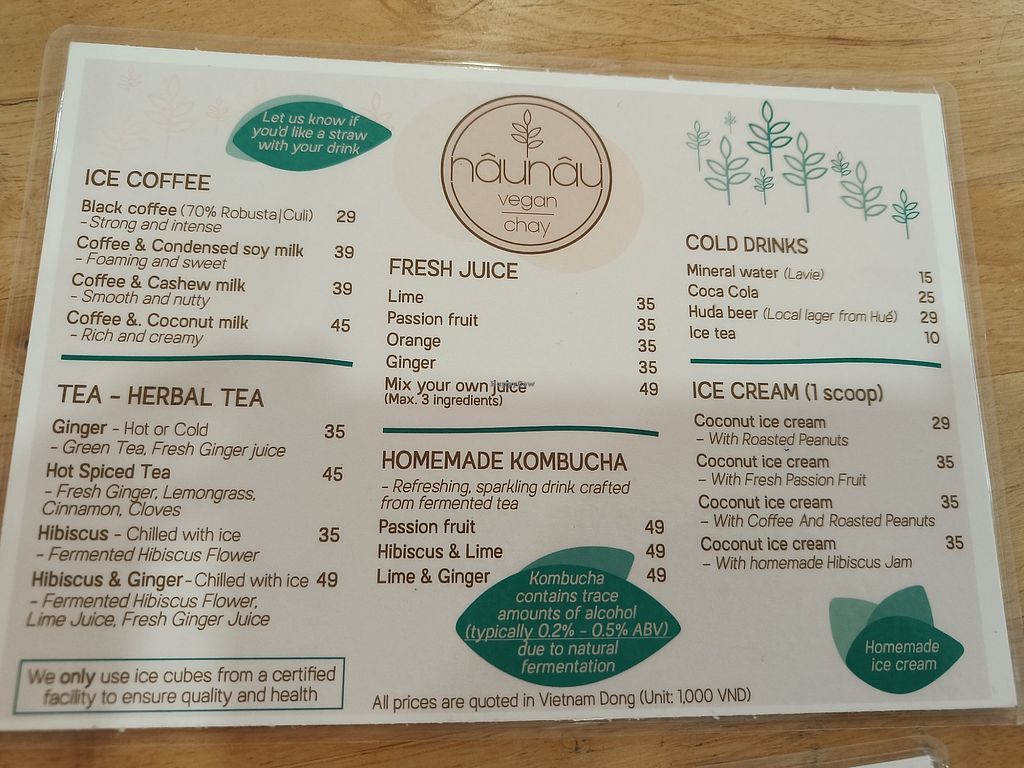 Let us know if
you'd like a straw
with your drink
nâunâu
vegan
chay
ICE COFFEE
Black coffee (70% Robusta|Culi) 29
- Strong and intense
Coffee & Condensed soy milk 39
- Foaming and sweet
Coffee & Cashew milk 39
- Smooth and nutty
Coffee &. Coconut milk 45
- Rich and creamy
TEA - HERBAL TEA
Ginger - Hot or Cold 35
- Green Tea, Fresh Ginger juice
Hot Spiced Tea 45
- Fresh Ginger, Lemongrass,
Cinnamon, Cloves
Hibiscus - Chilled with ice 35
- Fermented Hibiscus Flower
Hibiscus & Ginger - Chilled with ice 49
- Fermented Hibiscus Flower,
Lime Juice, Fresh Ginger Juice
We only use ice cubes from a certified
facility to ensure quality and health
FRESH JUICE
Lime 35
Passion fruit 35
Orange 35
Ginger 35
Mix your own juice 49
(Max. 3 ingredients)
HOMEMADE KOMBUCHA
- Refreshing, sparkling drink crafted
from fermented tea
Passion fruit 49
Hibiscus & Lime 49
Lime & Ginger 49
Kombucha
contains trace
amounts of alcohol
(typically 0.2% - 0.5% ABV)
due to natural
fermentation
All prices are quoted in Vietnam Dong (Unit: 1,000 VND)
COLD DRINKS
Mineral water (Lavie) 15
Coca Cola 25
Huda beer (Local lager from Hué) 29
Ice tea 10
ICE CREAM (1 scoop)
Coconut ice cream 29
- With Roasted Peanuts
Coconut ice cream 35
- With Fresh Passion Fruit
Coconut ice cream 35
- With Coffee And Roasted Peanuts
Coconut ice cream 35
- With homemade Hibiscus Jam
Homemade
ice cream